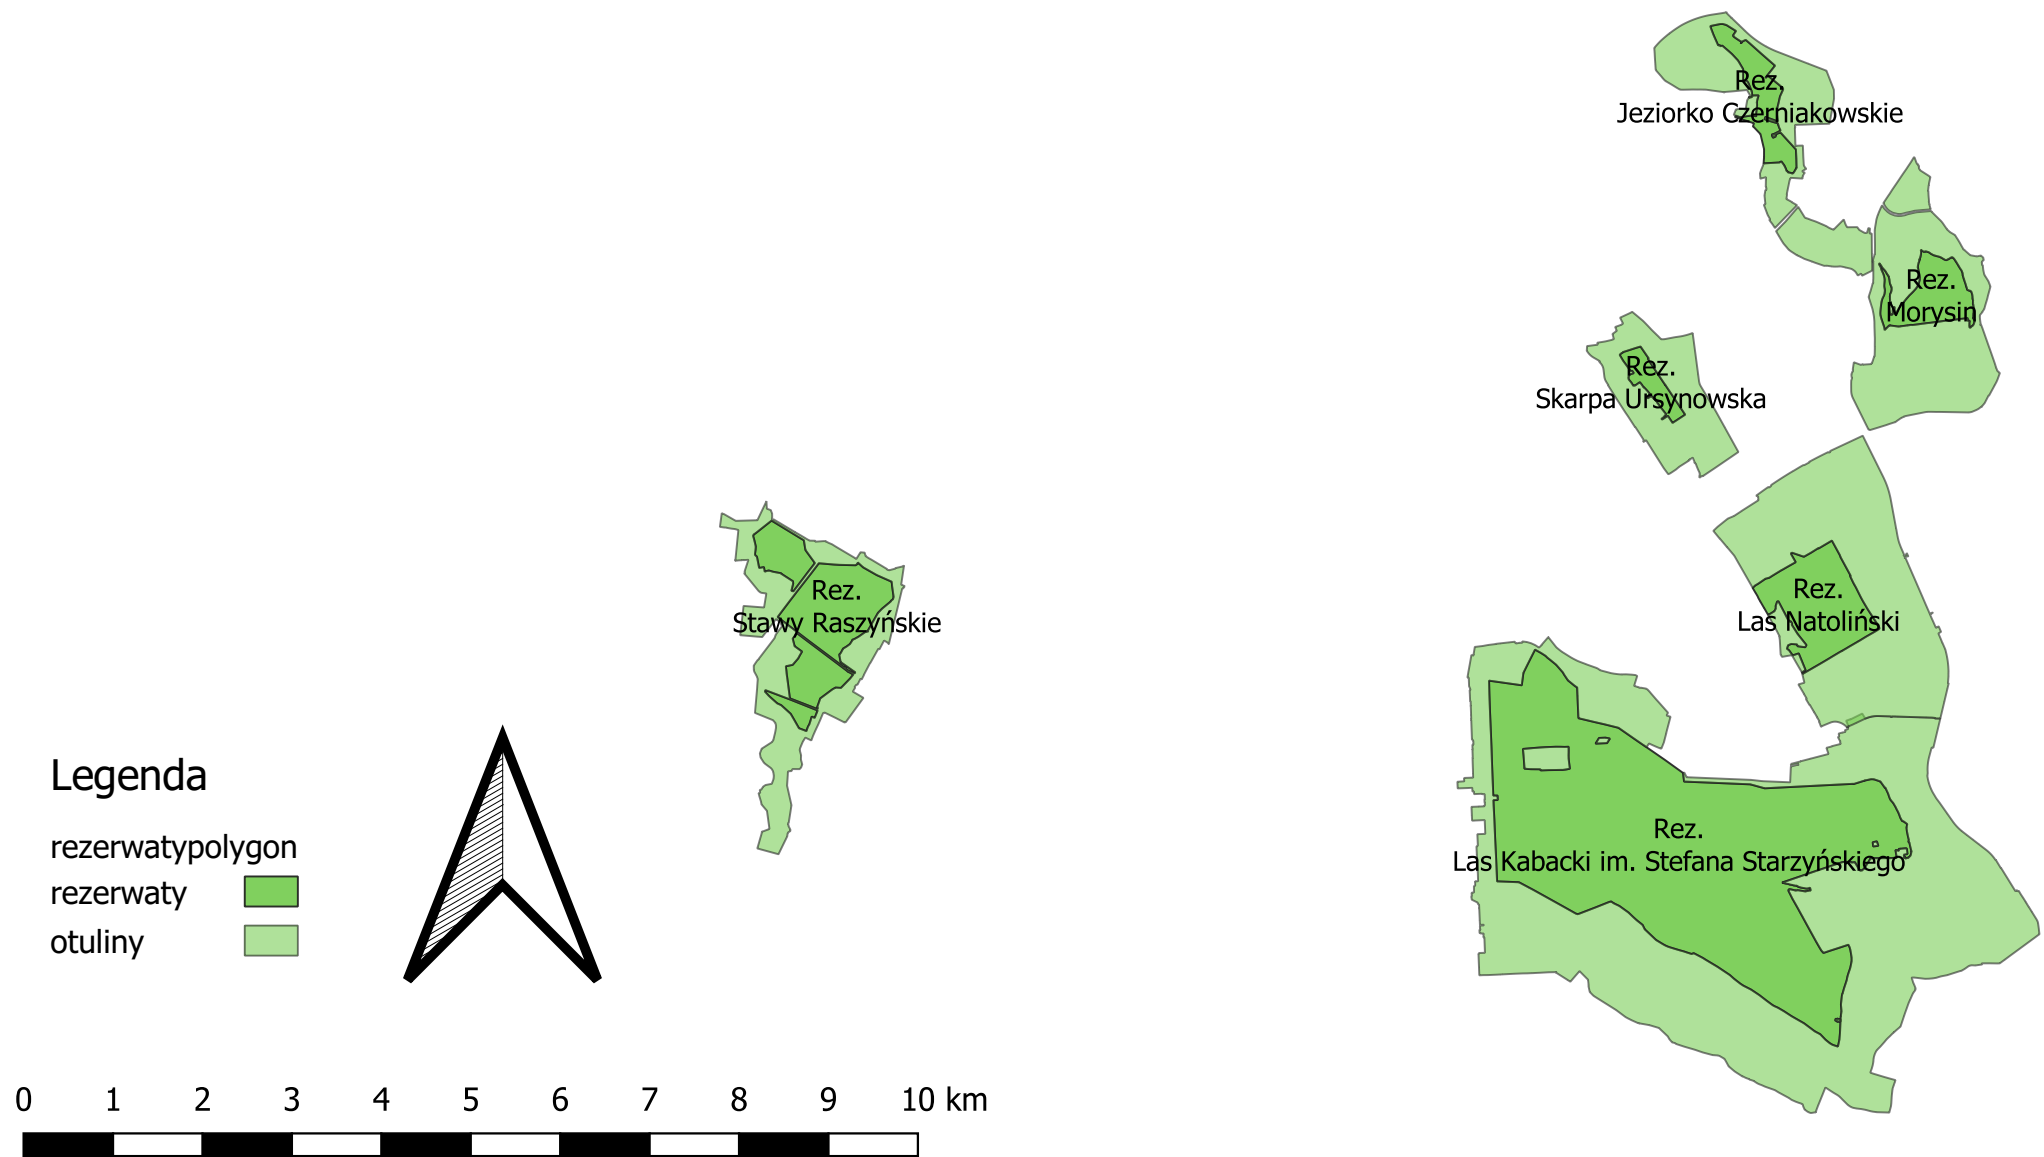 Rez.
Jeziorko Czerniakowskie
Rez.
Morysin
Rez.
Skarpa Ursynowska
Rez.
Stawy Raszyńskie
Rez.
Las Natoliński
Rez.
Las Kabacki im. Stefana Starzyńskiego
Legenda
rezerwatypolygon
rezerwaty
otuliny
0 1 2 3 4 5 6 7 8 9 10 km